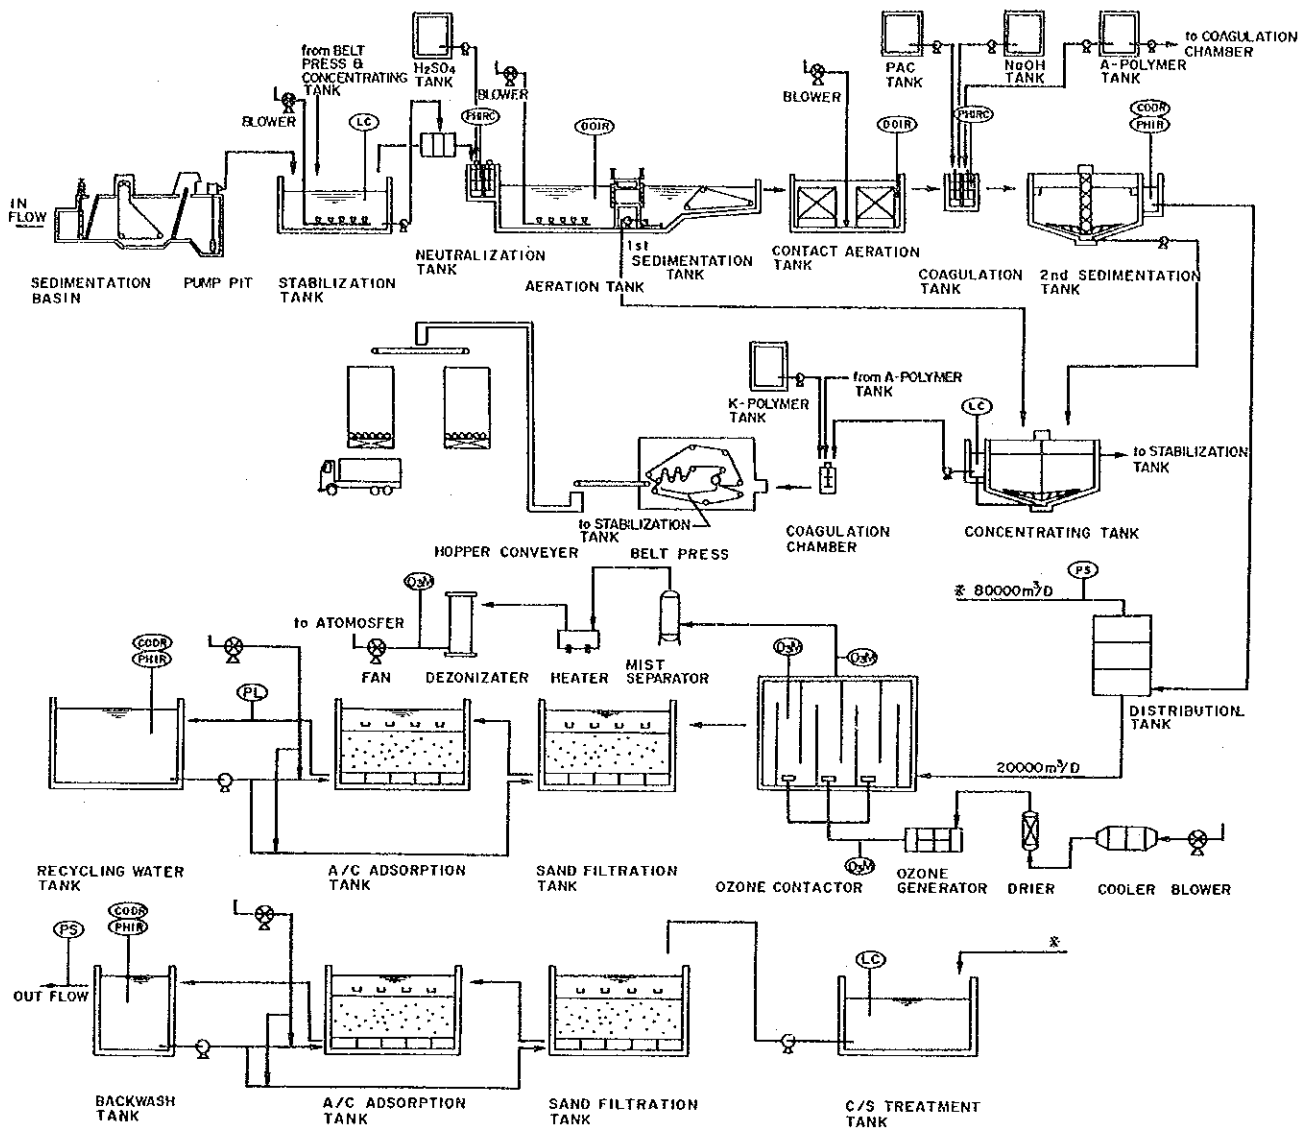 to COAGULATION
CHAMBER
from BELT
PRESS &
CONCENTRATING
TANK
H₂SO₄
TANK
PAC
TANK
NaOH
TANK
A-POLYMER
TANK
BLOWER
BLOWER
BLOWER
LC
PHIRC
DOIR
DOIR
PHIRC
CODR
PHIR
IN
FLOW
SEDIMENTATION
BASIN
PUMP PIT
STABILIZATION
TANK
NEUTRALIZATION
TANK
AERATION TANK
1st
SEDIMENTATION
TANK
CONTACT AERATION
TANK
COAGULATION
TANK
2nd SEDIMENTATION
TANK
K-POLYMER
TANK
from A-POLYMER
TANK
LC
to STABILIZATION
TANK
to STABILIZATION
TANK
HOPPER CONVEYER
BELT PRESS
COAGULATION
CHAMBER
CONCENTRATING TANK
O₃M
PS
※ 80000m³/D
to ATOMOSFER
FAN
DEZONIZATER
HEATER
MIST
SEPARATOR
O₃M
O₃M
CODR
PHIR
PL
DISTRIBUTION
TANK
20000m³/D
RECYCLING WATER
TANK
A/C ADSORPTION
TANK
SAND FILTRATION
TANK
OZONE CONTACTOR
O₃M
OZONE
GENERATOR
DRIER
COOLER
BLOWER
PS
CODR
PHIR
OUT FLOW
LC
※
BACKWASH
TANK
A/C ADSORPTION
TANK
SAND FILTRATION
TANK
C/S TREATMENT
TANK